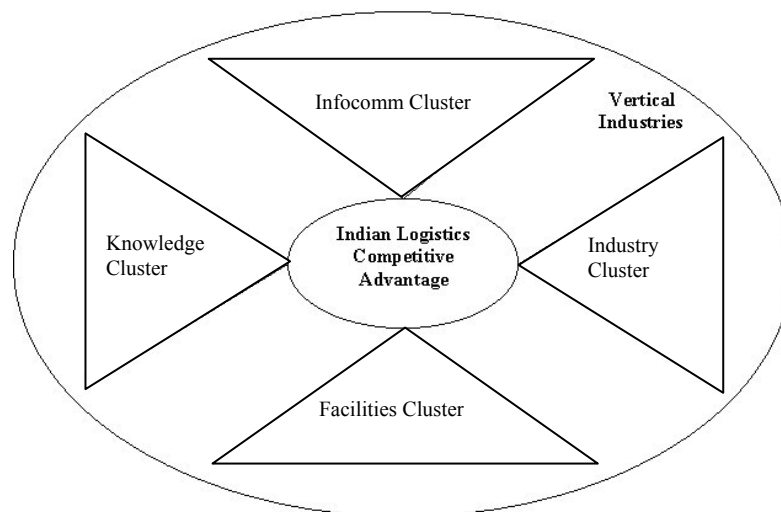 Infocomm Cluster
Vertical
Industries
Knowledge
Cluster
Indian Logistics
Competitive
Advantage
Industry
Cluster
Facilities Cluster